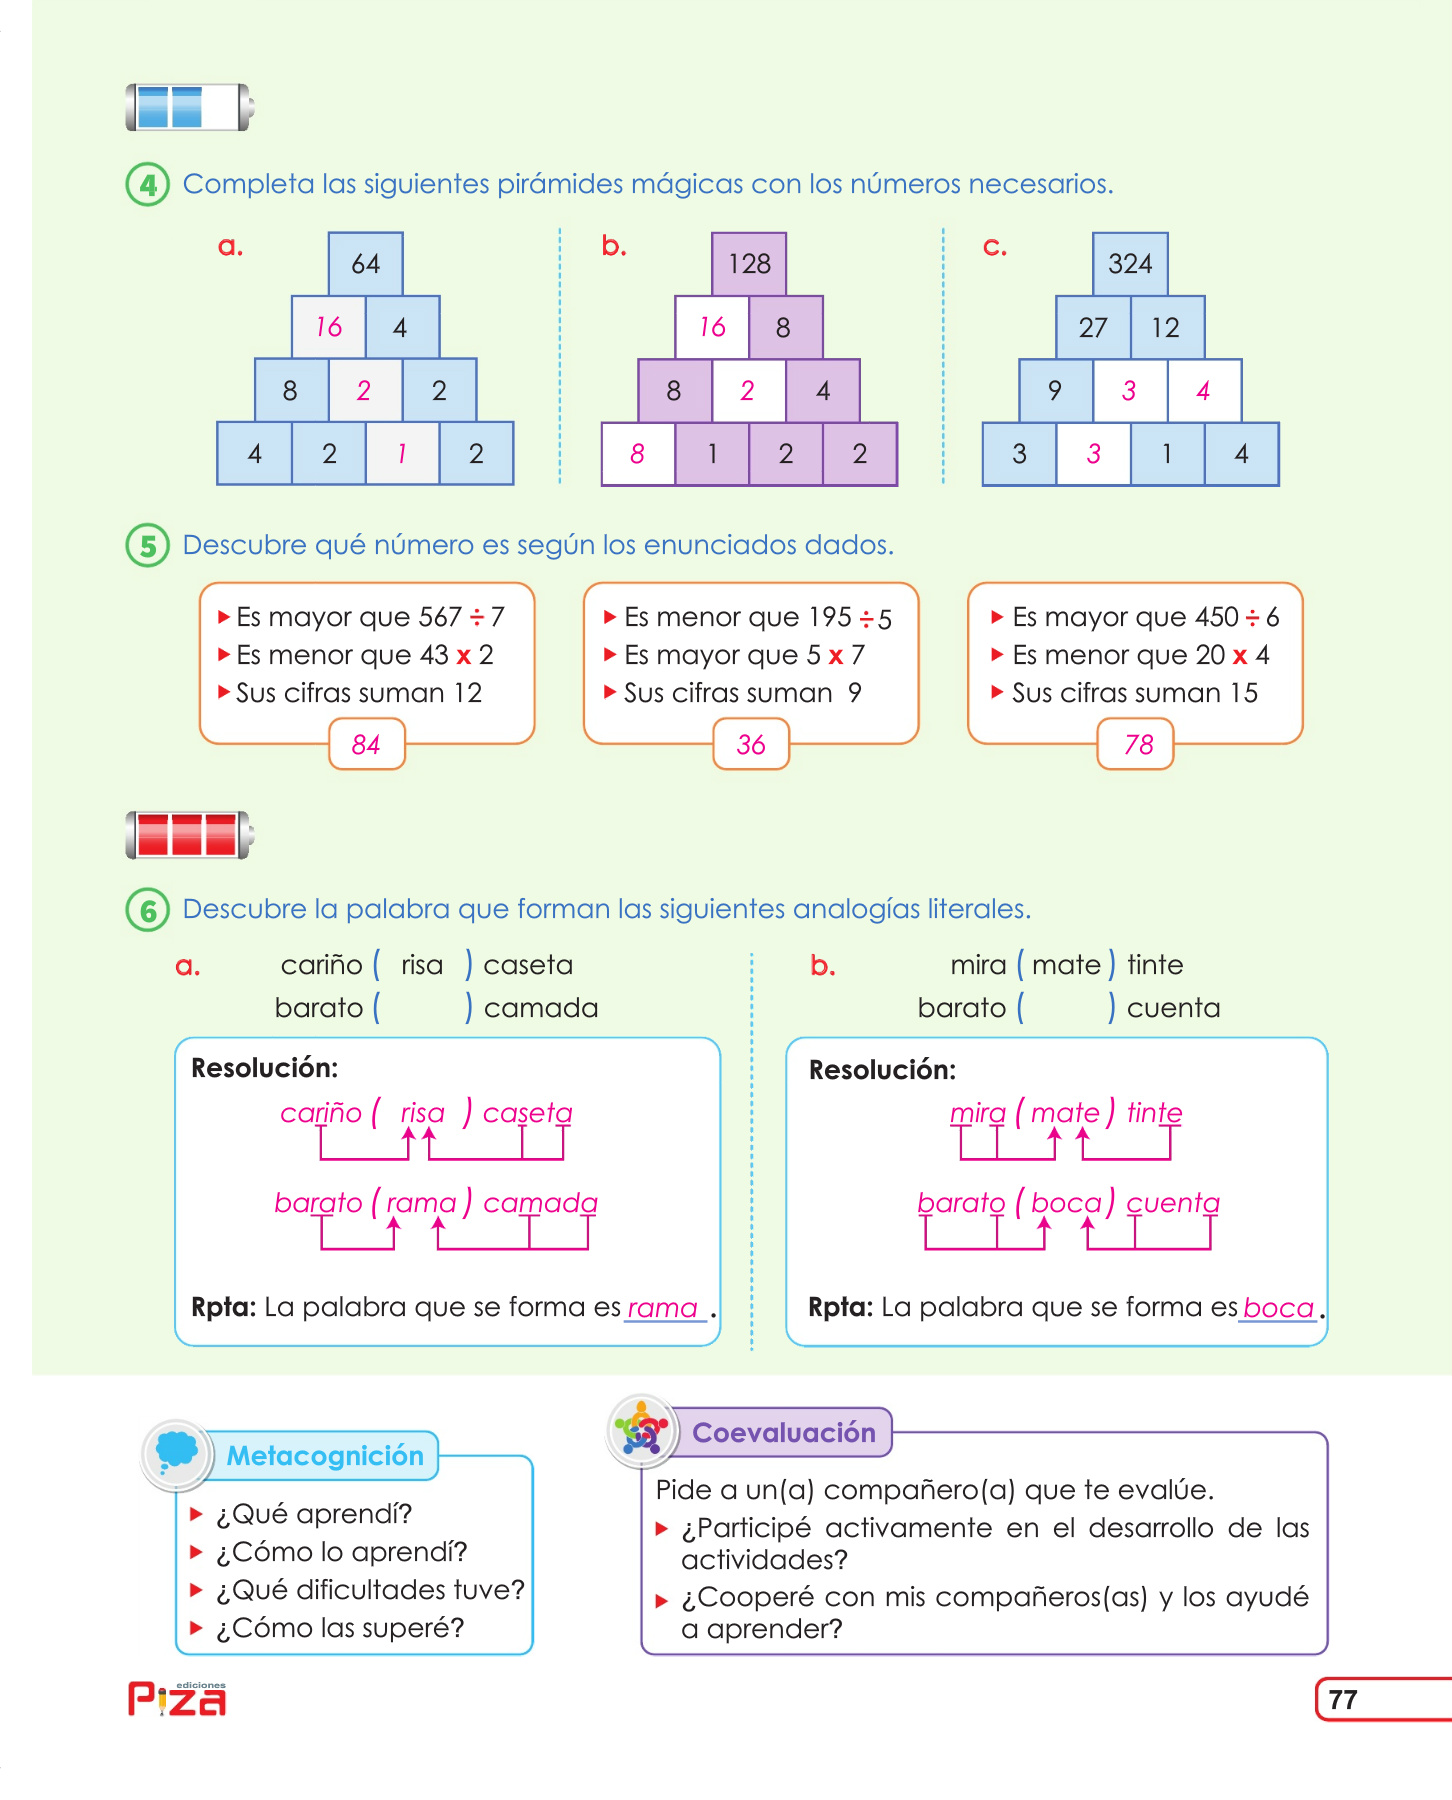 4 Completa las siguientes pirámides mágicas con los números necesarios.
a.
64
16 4
8 2 2
4 2 1 2
b.
128
16 8
8 2 4
8 1 2 2
c.
324
27 12
9 3 4
3 3 1 4
5 Descubre qué número es según los enunciados dados.
Es mayor que 567 ÷ 7
Es menor que 43 x 2
Sus cifras suman 12
84
Es menor que 195 ÷ 5
Es mayor que 5 x 7
Sus cifras suman 9
36
Es mayor que 450 ÷ 6
Es menor que 20 x 4
Sus cifras suman 15
78
6 Descubre la palabra que forman las siguientes analogías literales.
a. cariño ( risa ) caseta
barato ( ) camada
Resolución:
cariño ( risa ) caseta
barato ( rama ) camada
Rpta: La palabra que se forma es rama .
b. mira ( mate ) tinte
barato ( ) cuenta
Resolución:
mira ( mate ) tinte
barato ( boca ) cuenta
Rpta: La palabra que se forma es boca .
Metacognición
¿Qué aprendí?
¿Cómo lo aprendí?
¿Qué dificultades tuve?
¿Cómo las superé?
Coevaluación
Pide a un(a) compañero(a) que te evalúe.
¿Participé activamente en el desarrollo de las
actividades?
¿Cooperé con mis compañeros(as) y los ayudé
a aprender?
ediciones
Piza
77